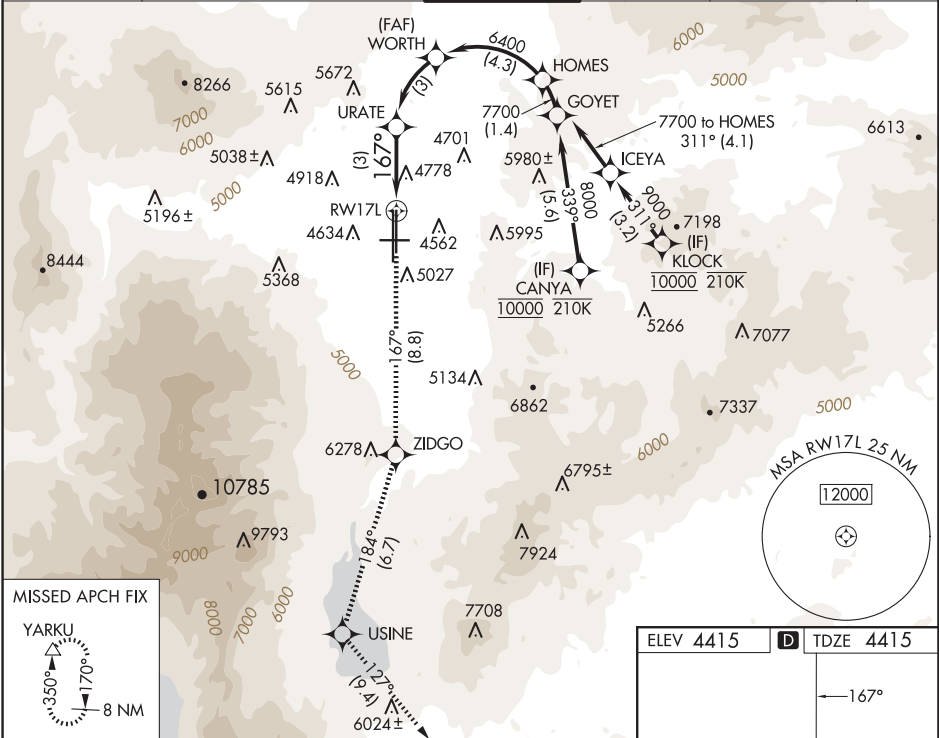 (FAF)
WORTH
6400
(4.3)
HOMES
6000
5000
8266
5672
5615
(3)
GOYET
7700
(1.4)
7700 to HOMES
311° (4.1)
7000
6000
URATE
4701
6613
5038±
(3)
167°
5980±
ICEYA
4918
4778
5000
5196±
8000
339°
(5.6)
9000
311°
(3.2)
7198
RW17L
4634
4562
5995
(IF)
KLOCK
10000 210K
8444
5368
5027
(IF)
CANYA
10000 210K
5266
7077
167°
(8.8)
5000
5134
6862
7337
5000
6278
ZIDGO
6000
MSA RW17L 25 NM
12000
6795±
10785
9793
9000
184°
(6.7)
7924
8000
7000
6000
MISSED APCH FIX
YARKU
350°
170°
8 NM
7708
USINE
127°
(9.4)
6024±
ELEV 4415
D
TDZE 4415
167°